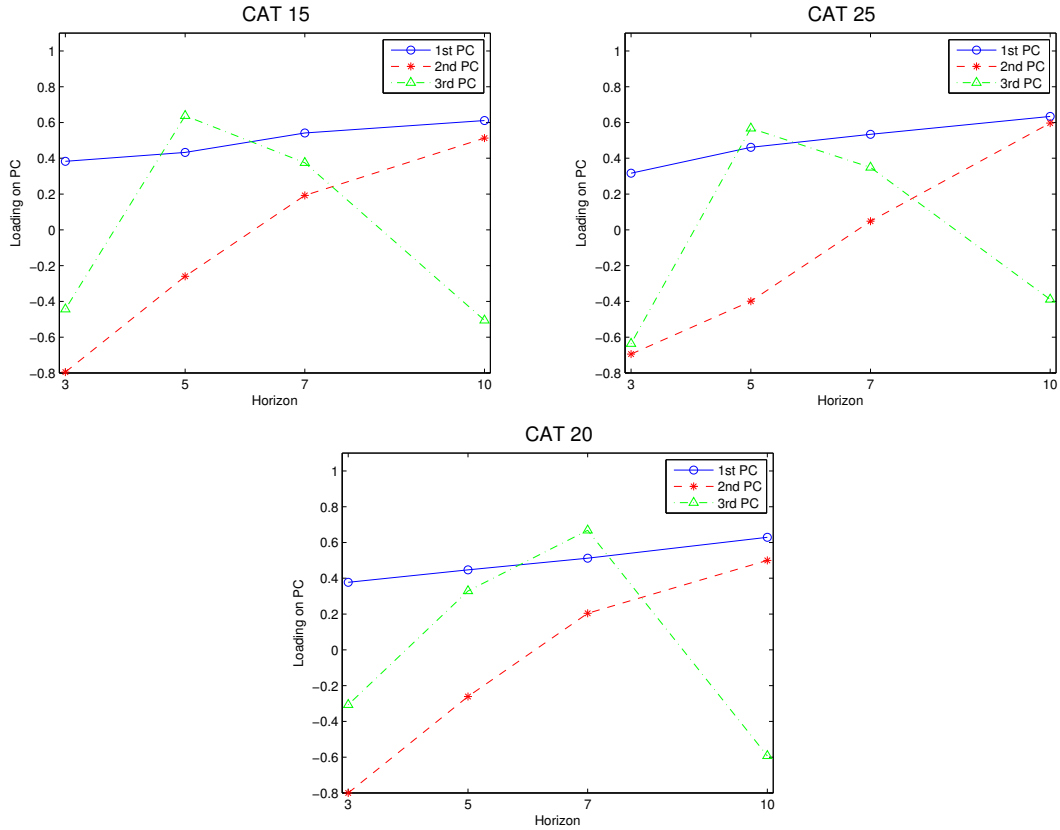 CAT 15
1
0.8
0.6
0.4
0.2
0
−0.2
−0.4
−0.6
−0.8
Loading on PC
3
5
7
10
Horizon
1st PC
2nd PC
3rd PC
CAT 25
1
0.8
0.6
0.4
0.2
0
−0.2
−0.4
−0.6
−0.8
Loading on PC
3
5
7
10
Horizon
1st PC
2nd PC
3rd PC
CAT 20
1
0.8
0.6
0.4
0.2
0
−0.2
−0.4
−0.6
−0.8
Loading on PC
3
5
7
10
Horizon
1st PC
2nd PC
3rd PC